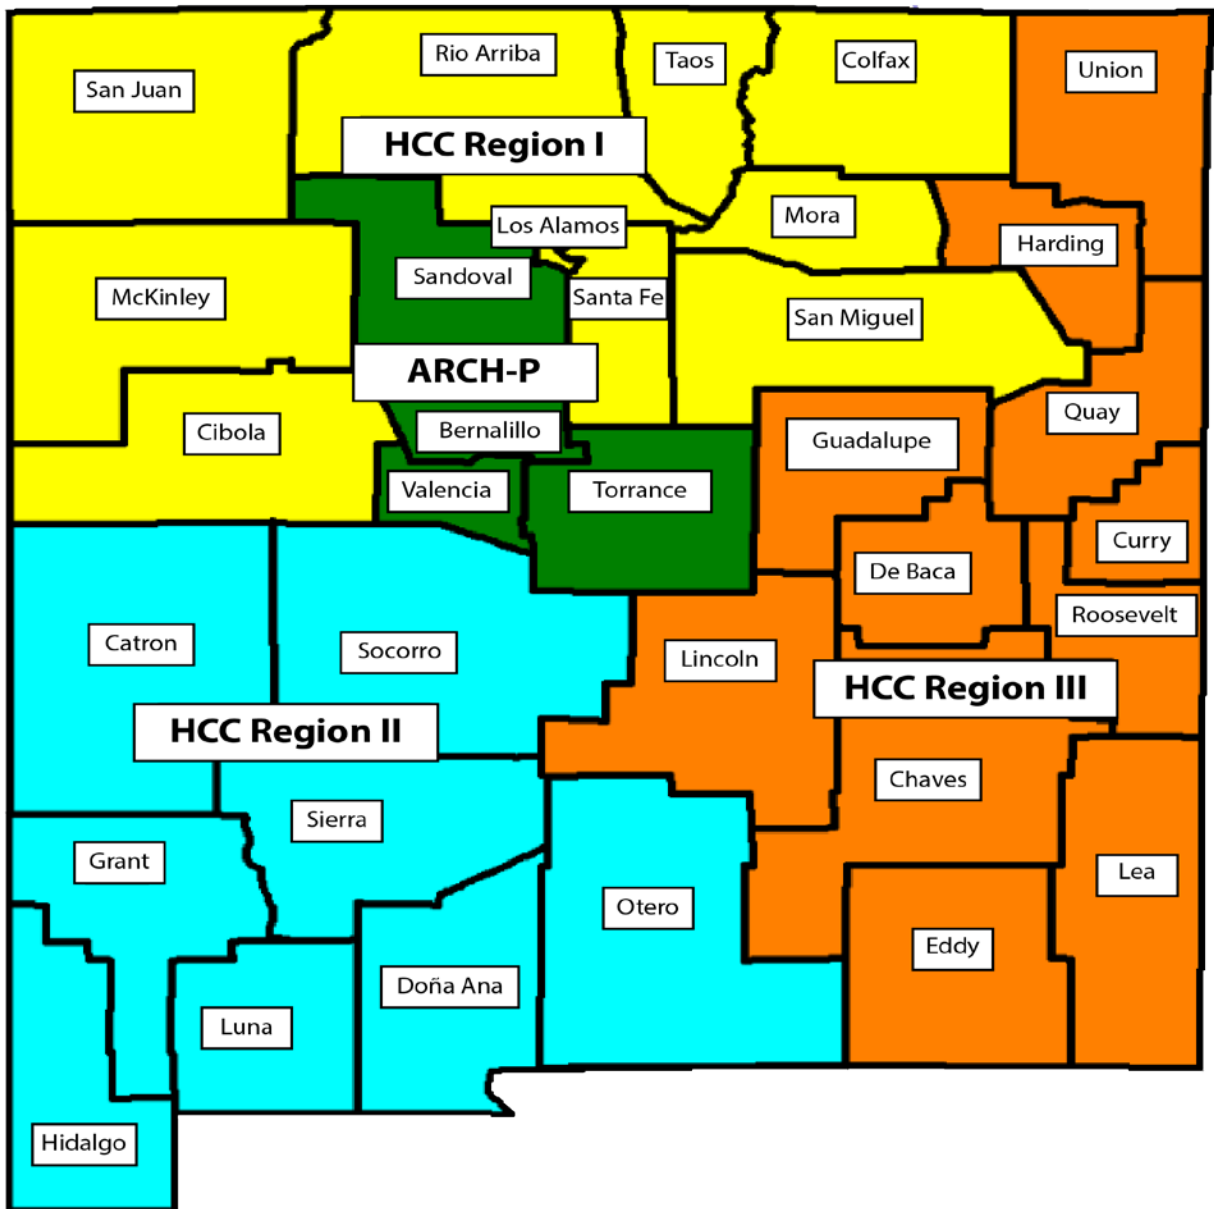 Rio Arriba
Taos
Colfax
Union
San Juan
HCC Region I
Mora
Los Alamos
Harding
Sandoval
McKinley
Santa Fe
San Miguel
ARCH-P
Quay
Cibola
Bernalillo
Guadalupe
Valencia
Torrance
Curry
De Baca
Roosevelt
Catron
Socorro
Lincoln
HCC Region III
HCC Region II
Chaves
Sierra
Grant
Lea
Otero
Eddy
Doña Ana
Luna
Hidalgo